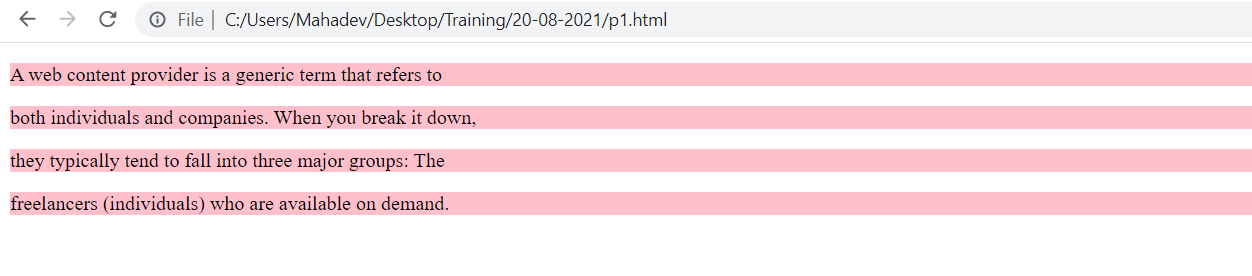 File | C:/Users/Mahadev/Desktop/Training/20-08-2021/p1.html
A web content provider is a generic term that refers to
both individuals and companies. When you break it down,
they typically tend to fall into three major groups: The
freelancers (individuals) who are available on demand.